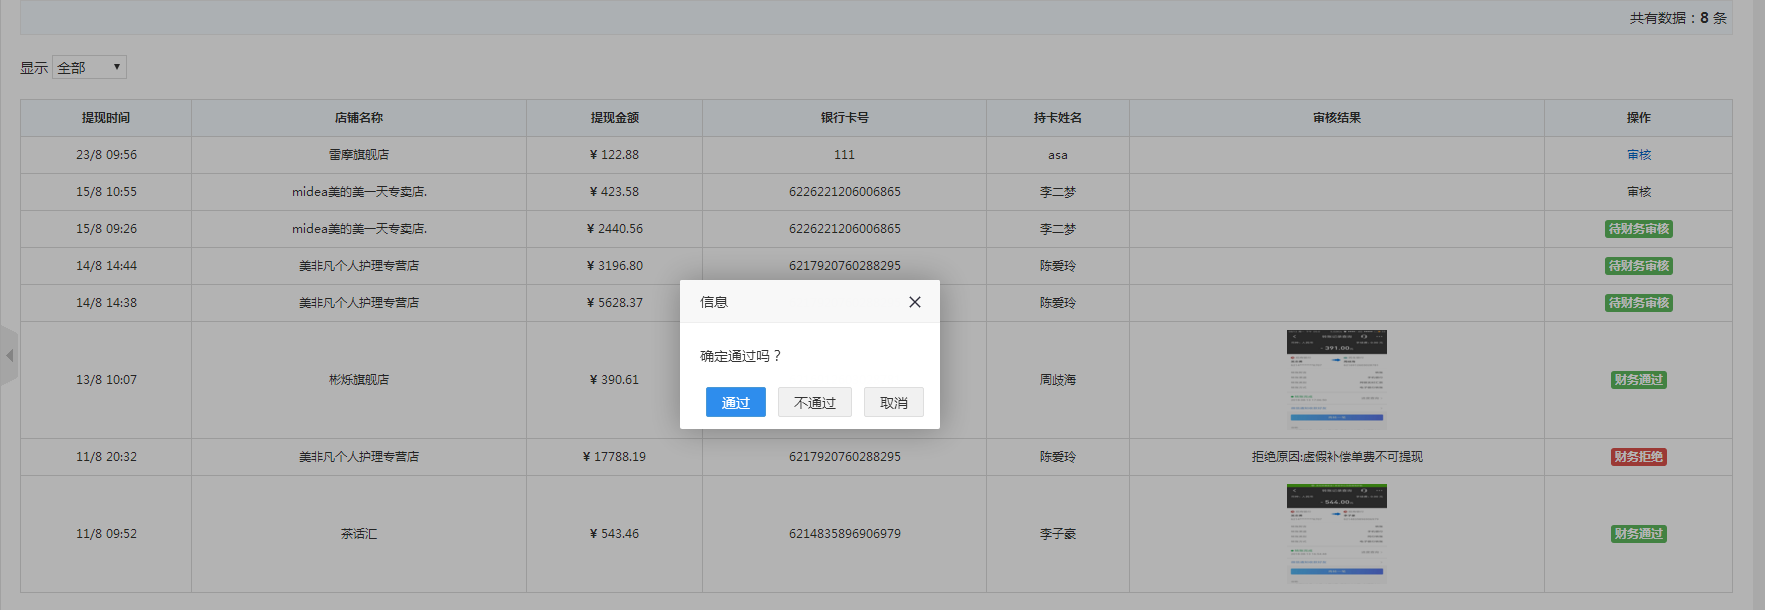 共有数据：8 条
显示 全部
提现时间 店铺名称 提现金额 银行卡号 持卡姓名 审核结果 操作
23/8 09:56 雷摩旗舰店 ¥ 122.88 111 asa 审核
15/8 10:55 midea美的美一天专卖店. ¥ 423.58 6226221206006865 李二梦 审核
15/8 09:26 midea美的美一天专卖店. ¥ 2440.56 6226221206006865 李二梦 待财务审核
14/8 14:44 美非凡个人护理专营店 ¥ 3196.80 6217920760288295 陈爱玲 待财务审核
14/8 14:38 美非凡个人护理专营店 ¥ 5628.37 陈爱玲 待财务审核
信息
确定通过吗？
通过 不通过 取消
13/8 10:07 彬烁旗舰店 ¥ 390.61 周歧海 391.00 财务通过
11/8 20:32 美非凡个人护理专营店 ¥ 17788.19 6217920760288295 陈爱玲 拒绝原因:虚假补偿单费不可提现 财务拒绝
11/8 09:52 茶话汇 ¥ 543.46 6214835896906979 李子豪 544.00 财务通过